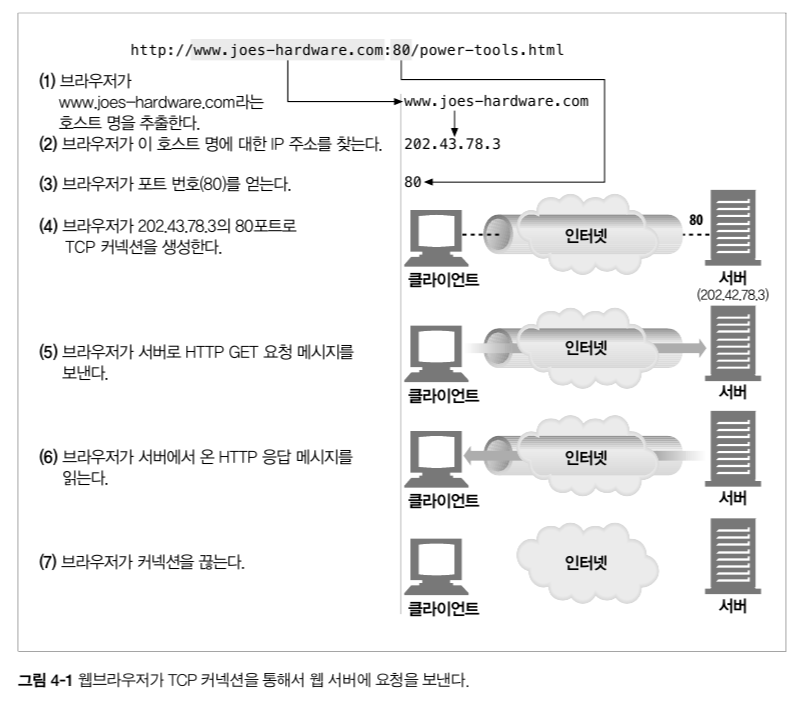 http://www.joes-hardware.com:80/power-tools.html
(1) 브라우저가
www.joes-hardware.com라는
호스트 명을 추출한다.
www.joes-hardware.com
(2) 브라우저가 이 호스트 명에 대한 IP 주소를 찾는다.
202.43.78.3
(3) 브라우저가 포트 번호(80)를 얻는다.
80
(4) 브라우저가 202.43.78.3의 80포트로
TCP 커넥션을 생성한다.
인터넷
80
클라이언트
서버
(202.42.78.3)
(5) 브라우저가 서버로 HTTP GET 요청 메시지를
보낸다.
인터넷
클라이언트
서버
(6) 브라우저가 서버에서 온 HTTP 응답 메시지를
읽는다.
인터넷
클라이언트
서버
(7) 브라우저가 커넥션을 끊는다.
인터넷
클라이언트
서버
그림 4-1 웹브라우저가 TCP 커넥션을 통해서 웹 서버에 요청을 보낸다.